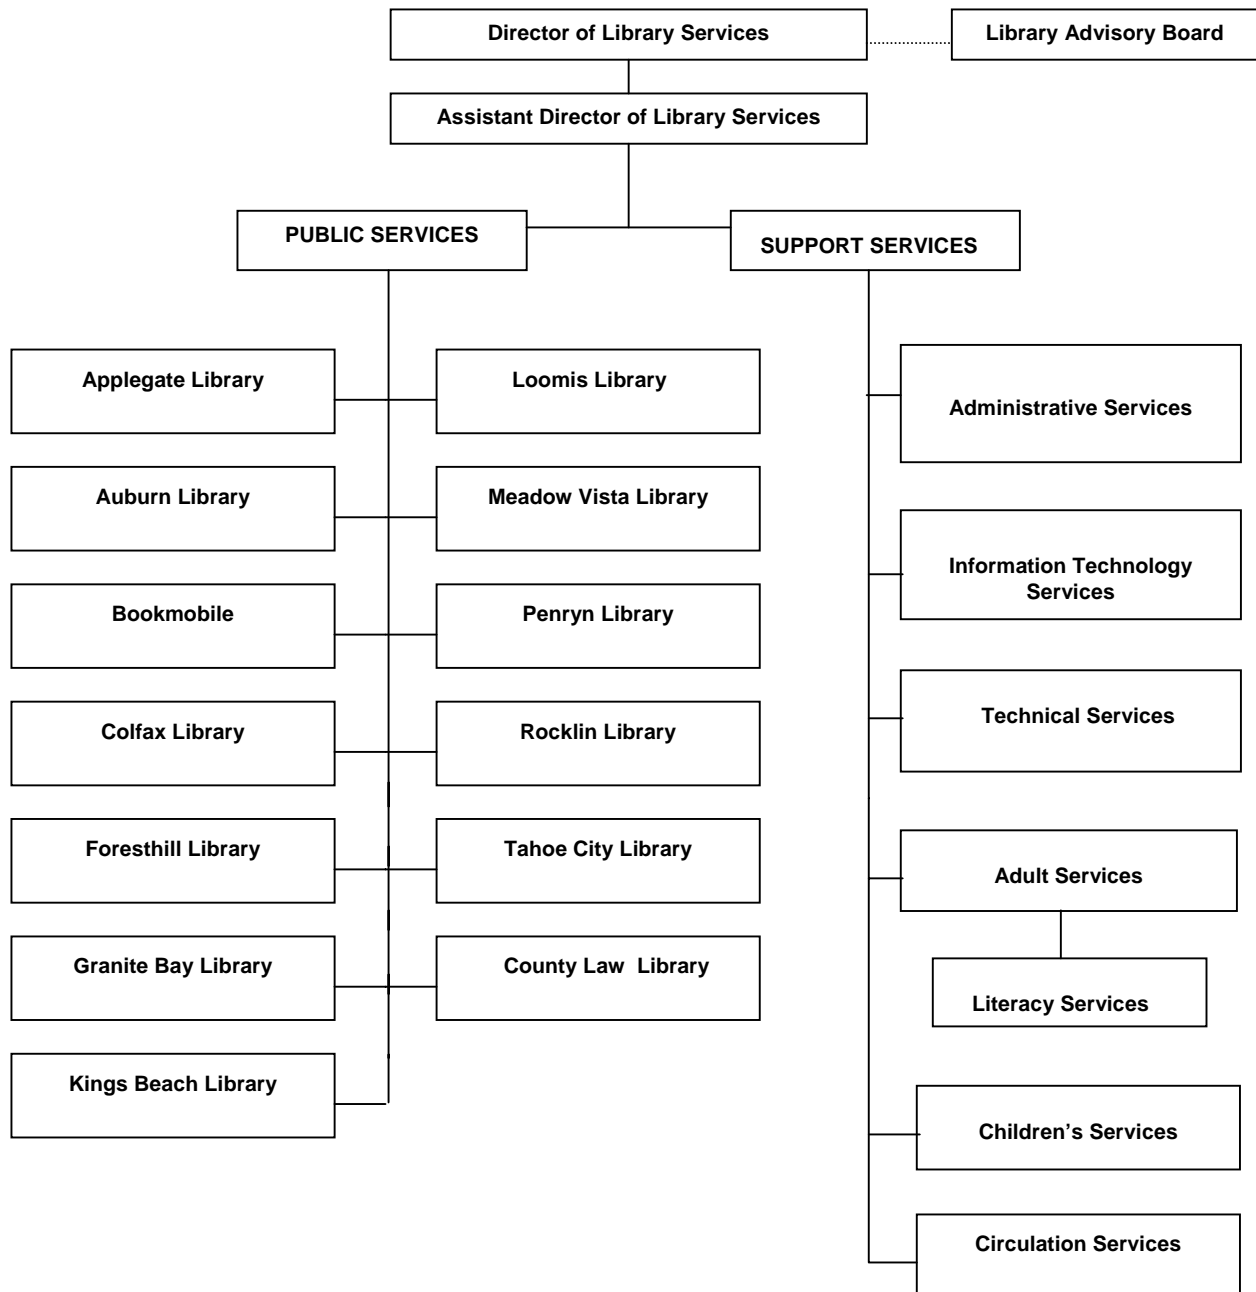 Director of Library Services
Library Advisory Board
Assistant Director of Library Services
PUBLIC SERVICES
SUPPORT SERVICES
Applegate Library
Loomis Library
Administrative Services
Auburn Library
Meadow Vista Library
Information Technology
Services
Bookmobile
Penryn Library
Colfax Library
Rocklin Library
Technical Services
Foresthill Library
Tahoe City Library
Adult Services
Granite Bay Library
County Law  Library
Literacy Services
Kings Beach Library
Children’s Services
Circulation Services